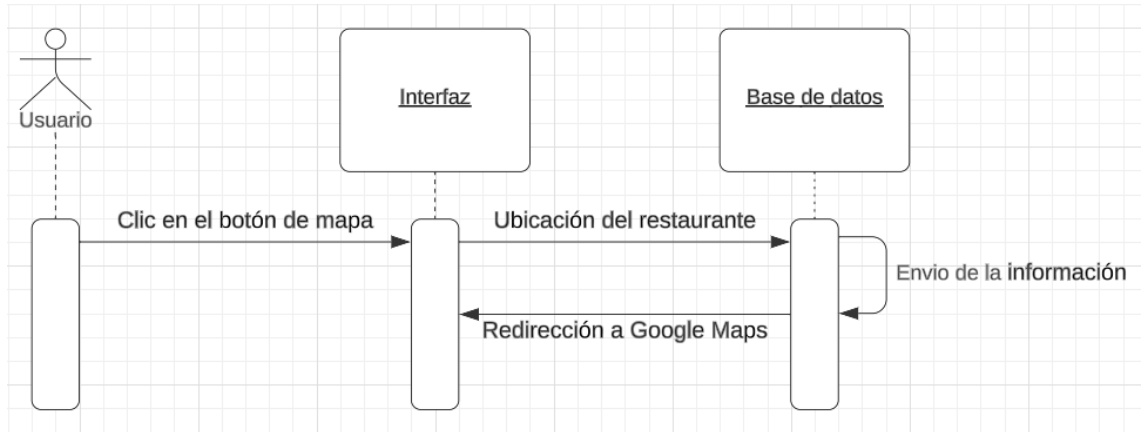 Usuario
Interfaz
Base de datos
Clic en el botón de mapa
Ubicación del restaurante
Envio de la información
Redirección a Google Maps